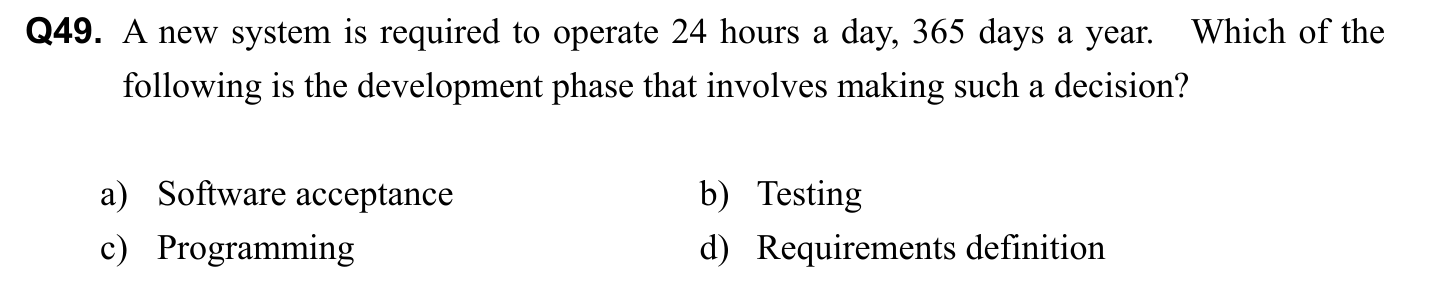 Q49. A new system is required to operate 24 hours a day, 365 days a year. Which of the
following is the development phase that involves making such a decision?
a) Software acceptance b) Testing
c) Programming d) Requirements definition